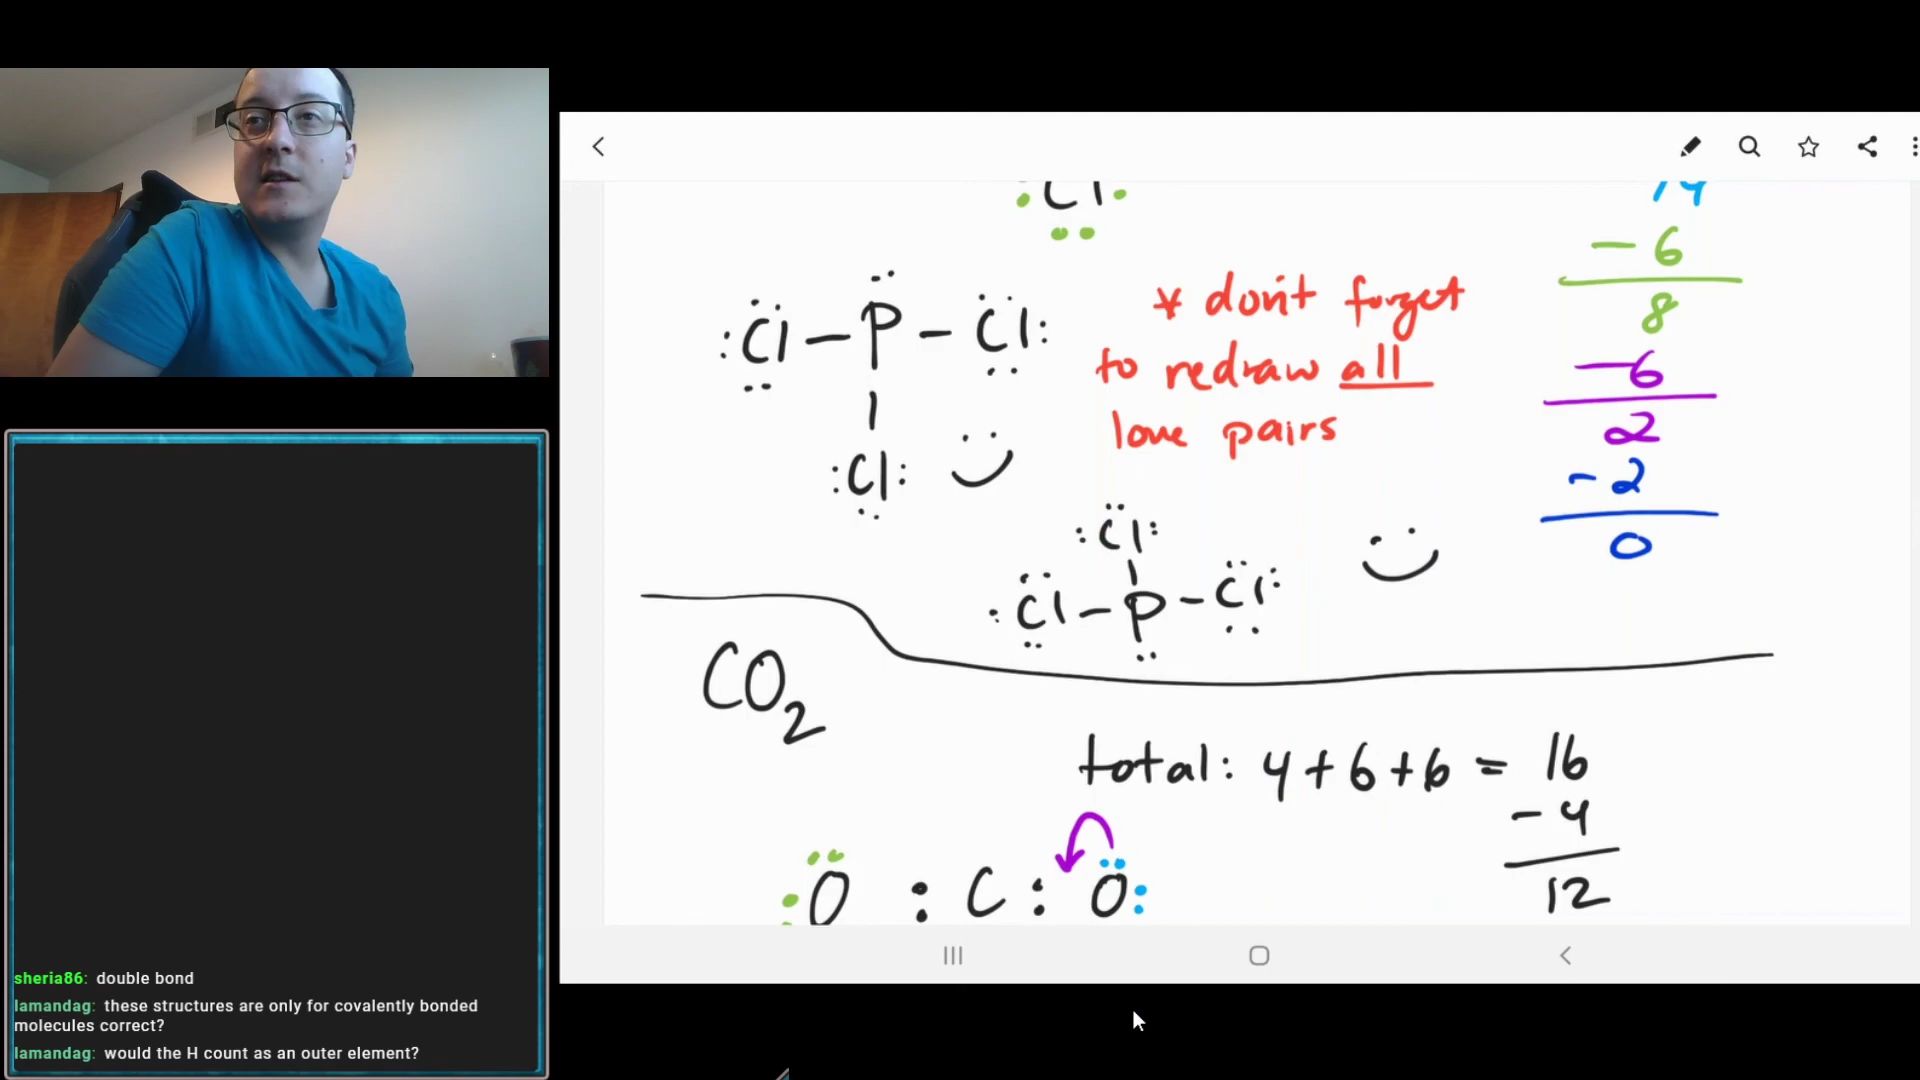 Cl
14
- 6
8
- 6
2
- 2
0
Cl - P - Cl
Cl
* don't forget
to redraw all
lone pairs
Cl
Cl - P - Cl
CO2
total: 4 + 6 + 6 = 16
- 4
12
O : C : O
sheria86: double bond
lamandag: these structures are only for covalently bonded
molecules correct?
lamandag: would the H count as an outer element?